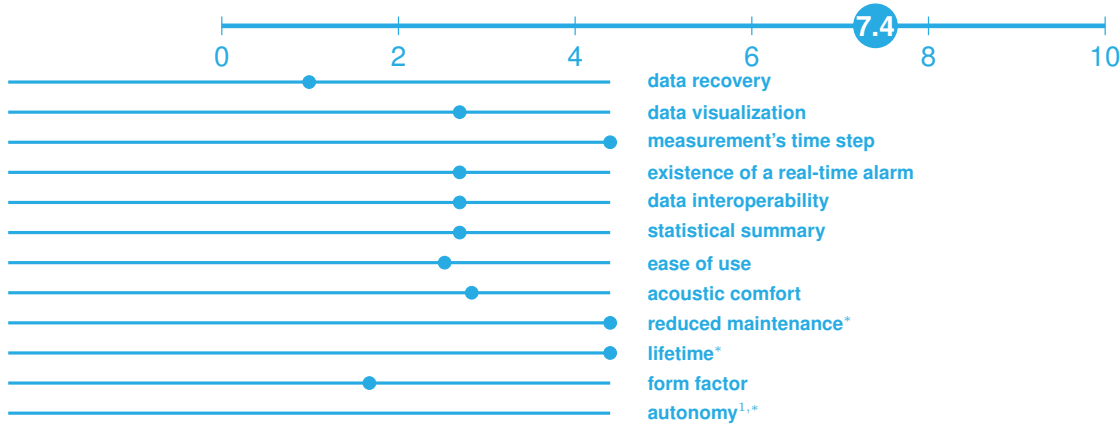 7.4
0 2 4 6 8 10
data recovery
data visualization
measurement's time step
existence of a real-time alarm
data interoperability
statistical summary
ease of use
acoustic comfort
reduced maintenance*
lifetime*
form factor
autonomy¹,*